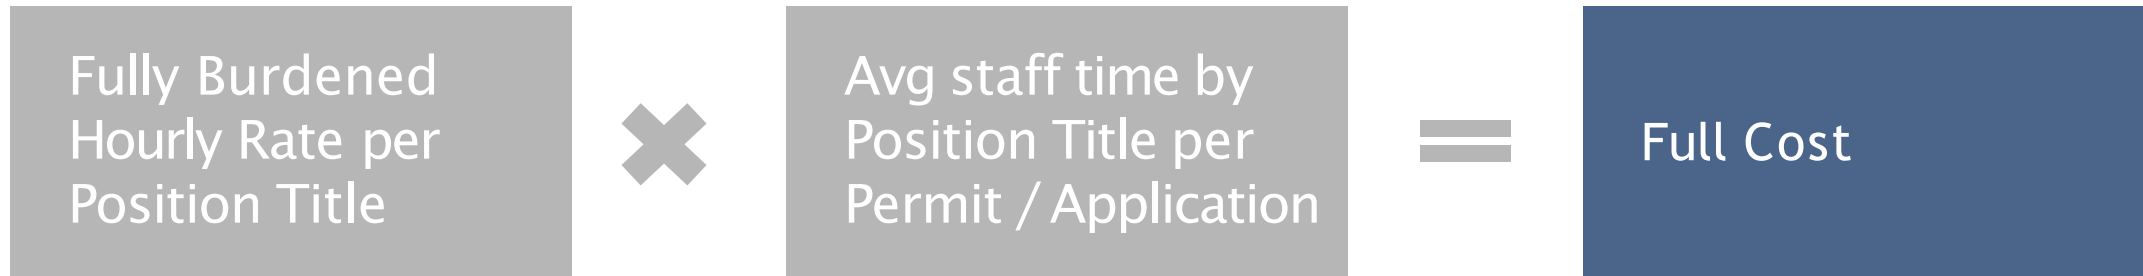 Fully Burdened
Hourly Rate per
Position Title
Avg staff time by
Position Title per
Permit / Application
Full Cost